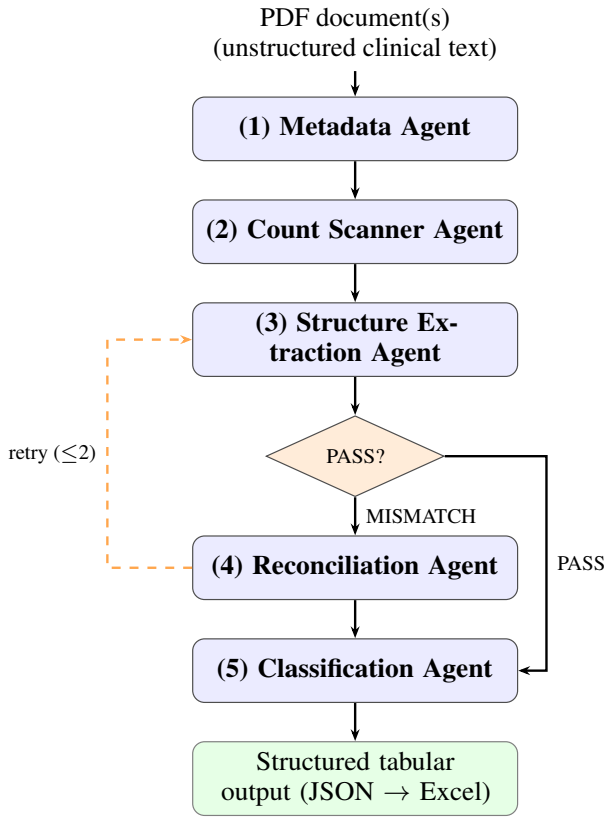 PDF document(s)
(unstructured clinical text)
(1) Metadata Agent
(2) Count Scanner Agent
(3) Structure Ex-
traction Agent
PASS?
retry (≤2)
MISMATCH
(4) Reconciliation Agent
PASS
(5) Classification Agent
Structured tabular
output (JSON → Excel)